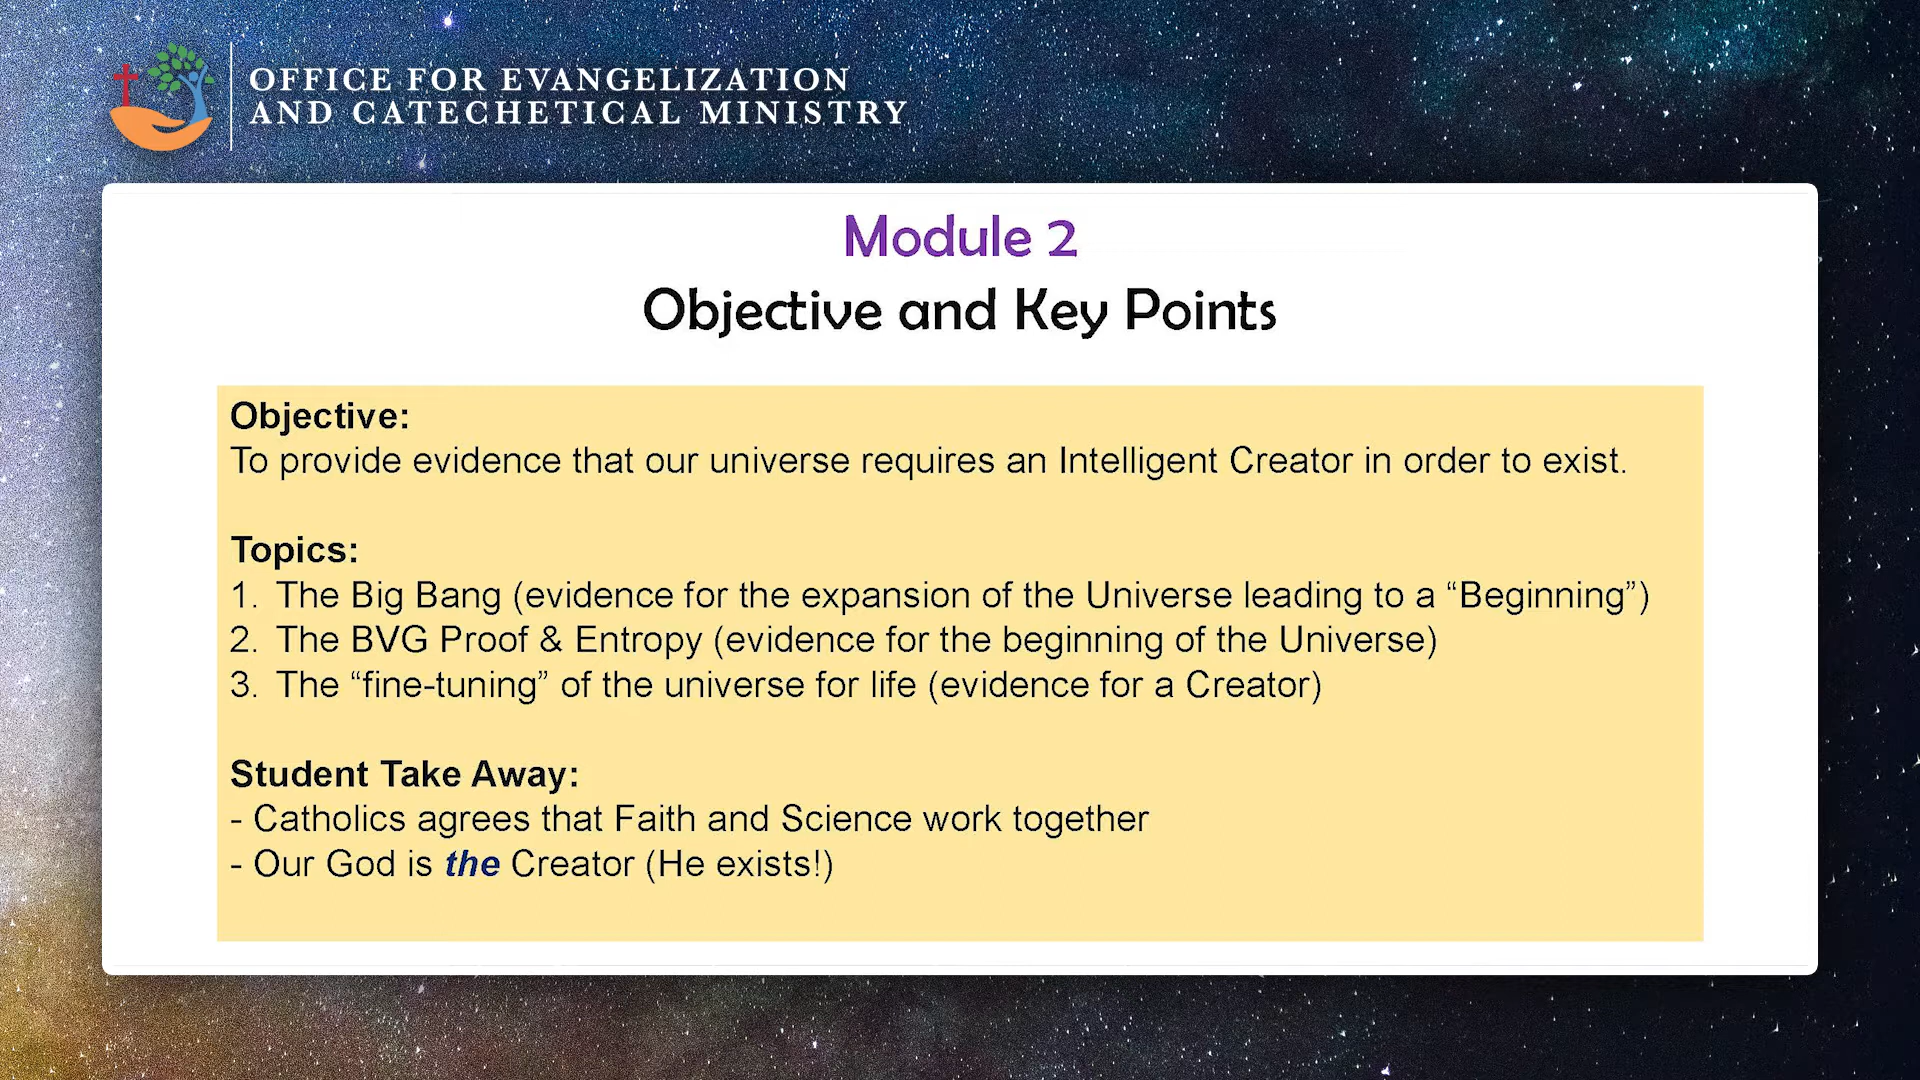 OFFICE FOR EVANGELIZATION
AND CATECHETICAL MINISTRY
Module 2
Objective and Key Points
Objective:
To provide evidence that our universe requires an Intelligent Creator in order to exist.
Topics:
1. The Big Bang (evidence for the expansion of the Universe leading to a “Beginning”)
2. The BVG Proof & Entropy (evidence for the beginning of the Universe)
3. The “fine-tuning” of the universe for life (evidence for a Creator)
Student Take Away:
- Catholics agrees that Faith and Science work together
- Our God is the Creator (He exists!)